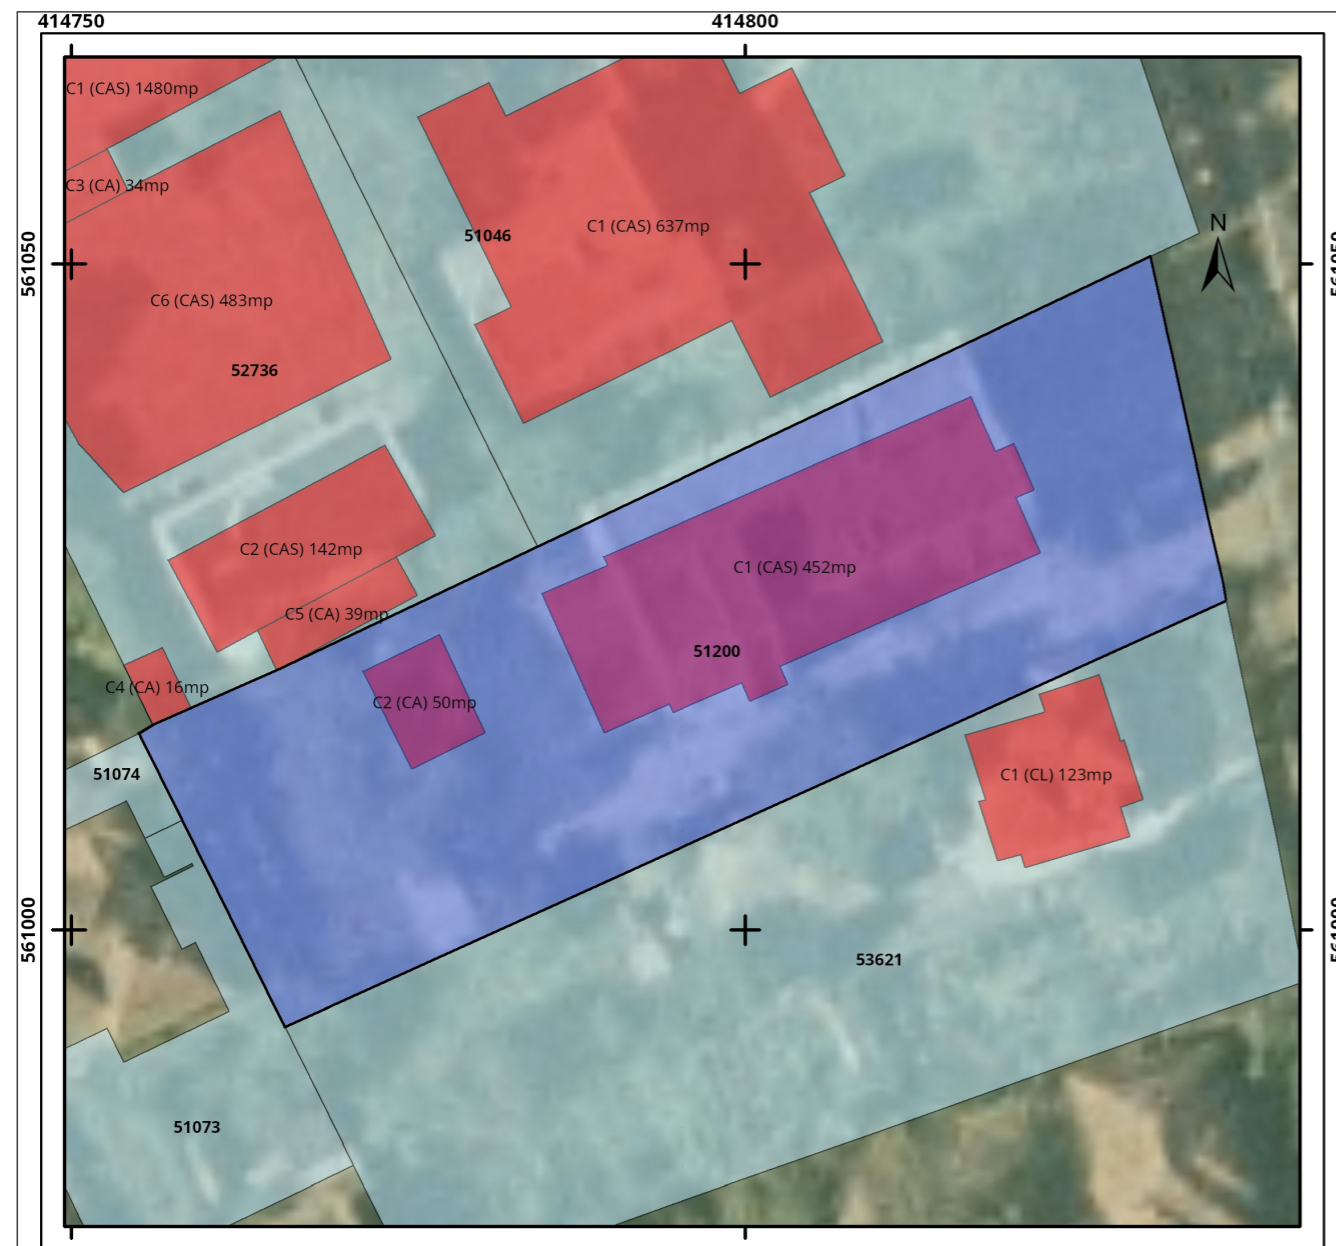 414750
414800
C1 (CAS) 1480mp
C3 (CA) 34mp
N
C1 (CAS) 637mp
51046
561050
561050
C6 (CAS) 483mp
52736
C2 (CAS) 142mp
C1 (CAS) 452mp
C5 (CA) 39mp
51200
C4 (CA) 16mp
C2 (CA) 50mp
51074
C1 (CL) 123mp
561000
53621
51073